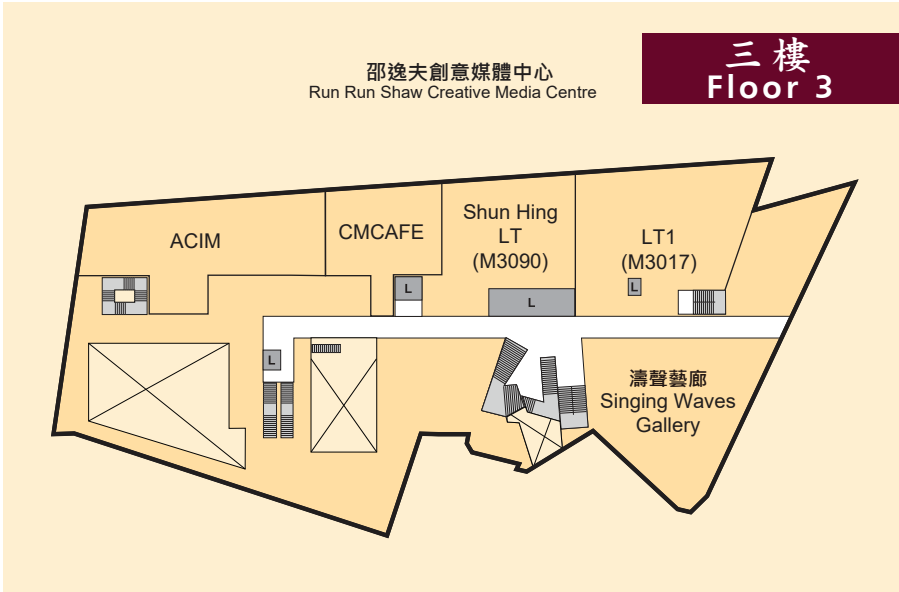 三樓
Floor 3
邵逸夫創意媒體中心
Run Run Shaw Creative Media Centre
ACIM
CMCAFE
Shun Hing
LT
(M3090)
LT1
(M3017)
L
L
L
L
濤聲藝廊
Singing Waves
Gallery